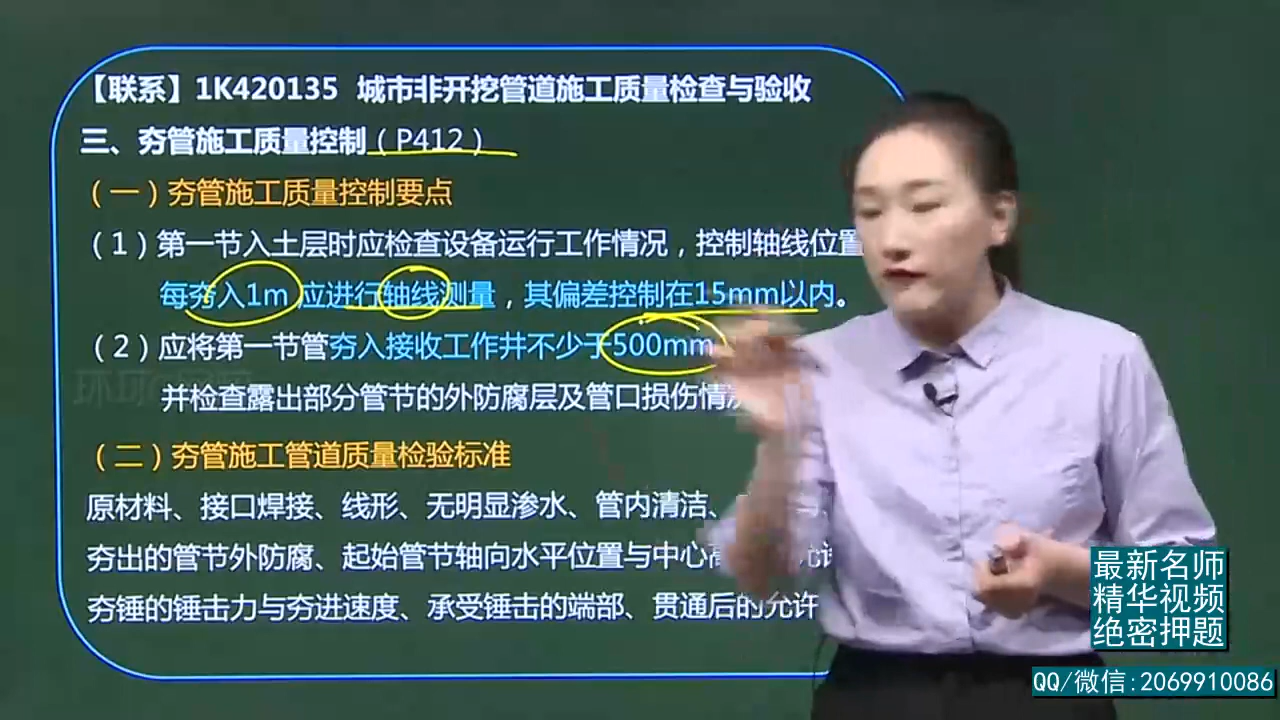 【联系】1K420135 城市非开挖管道施工质量检查与验收
三、夯管施工质量控制（P412）
（一）夯管施工质量控制要点
（1）第一节入土层时应检查设备运行工作情况，控制轴线位置
每夯入1m应进行轴线测量，其偏差控制在15mm以内。
（2）应将第一节管夯入接收工作井不少于500mm
并检查露出部分管节的外防腐层及管口损伤情况
（二）夯管施工管道质量检验标准
原材料、接口焊接、线形、无明显渗水、管内清洁、
夯出的管节外防腐、起始管节轴向水平位置与中心高
夯锤的锤击力与夯进速度、承受锤击的端部、贯通后的允许
最新名师
精华视频
绝密押题
QQ/微信:2069910086